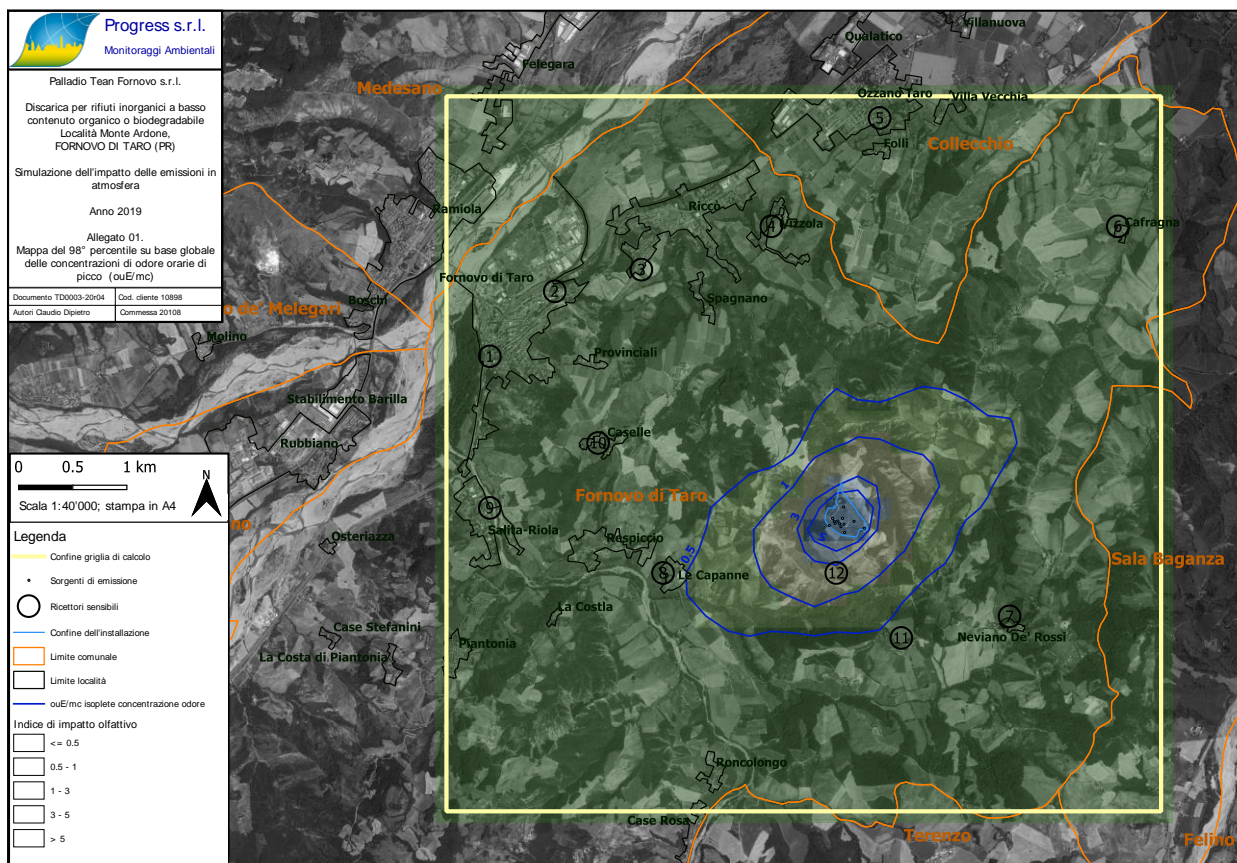 Progress s.r.l.
Monitoraggi Ambientali
Palladio Tean Fornovo s.r.l.
Discarica per rifiuti inorganici a basso
contenuto organico o biodegradabile
Località Monte Ardone,
FORNOVO DI TARO (PR)
Simulazione dell'impatto delle emissioni in
atmosfera
Anno 2019
Allegato 01.
Mappa del 98° percentile su base globale
delle concentrazioni di odore orarie di
picco (ouE/mc)
Documento TD0003-20r04
Cod. cliente 10898
Autori Claudio Dipietro
Commessa 20108
Villanuova
Qualatico
Felegara
Medesano
Ozzano Taro
Villa Vecchia
5
Folli
Collecchio
Ramiola
Riccò
4
Lizzola
6
Cafragna
Fornovo di Taro
3
2
Spagnano
Boschi
o de' Melegari
Molino
1
Provinciali
Stabilimento Barilla
Rubbiano
Caselle
10
0 0.5 1 km
N
Scala 1:40'000; stampa in A4
Fornovo di Taro
1
3
5
0.5
9
Salita-Riola
no
Osteriazza
Respiccio
8
Le Capanne
12
Sala Baganza
La Costla
Case Stefanini
7
Neviano De' Rossi
11
Piantonia
La Costa di Piantonia
Roncolongo
Case Rosa
Terenzo
Felino
Legenda
Confine griglia di calcolo
Sorgenti di emissione
Ricettori sensibili
Confine dell'installazione
Limite comunale
Limite località
ouE/mc isoplete concentrazione odore
Indice di impatto olfattivo
<= 0.5
0.5 - 1
1 - 3
3 - 5
> 5